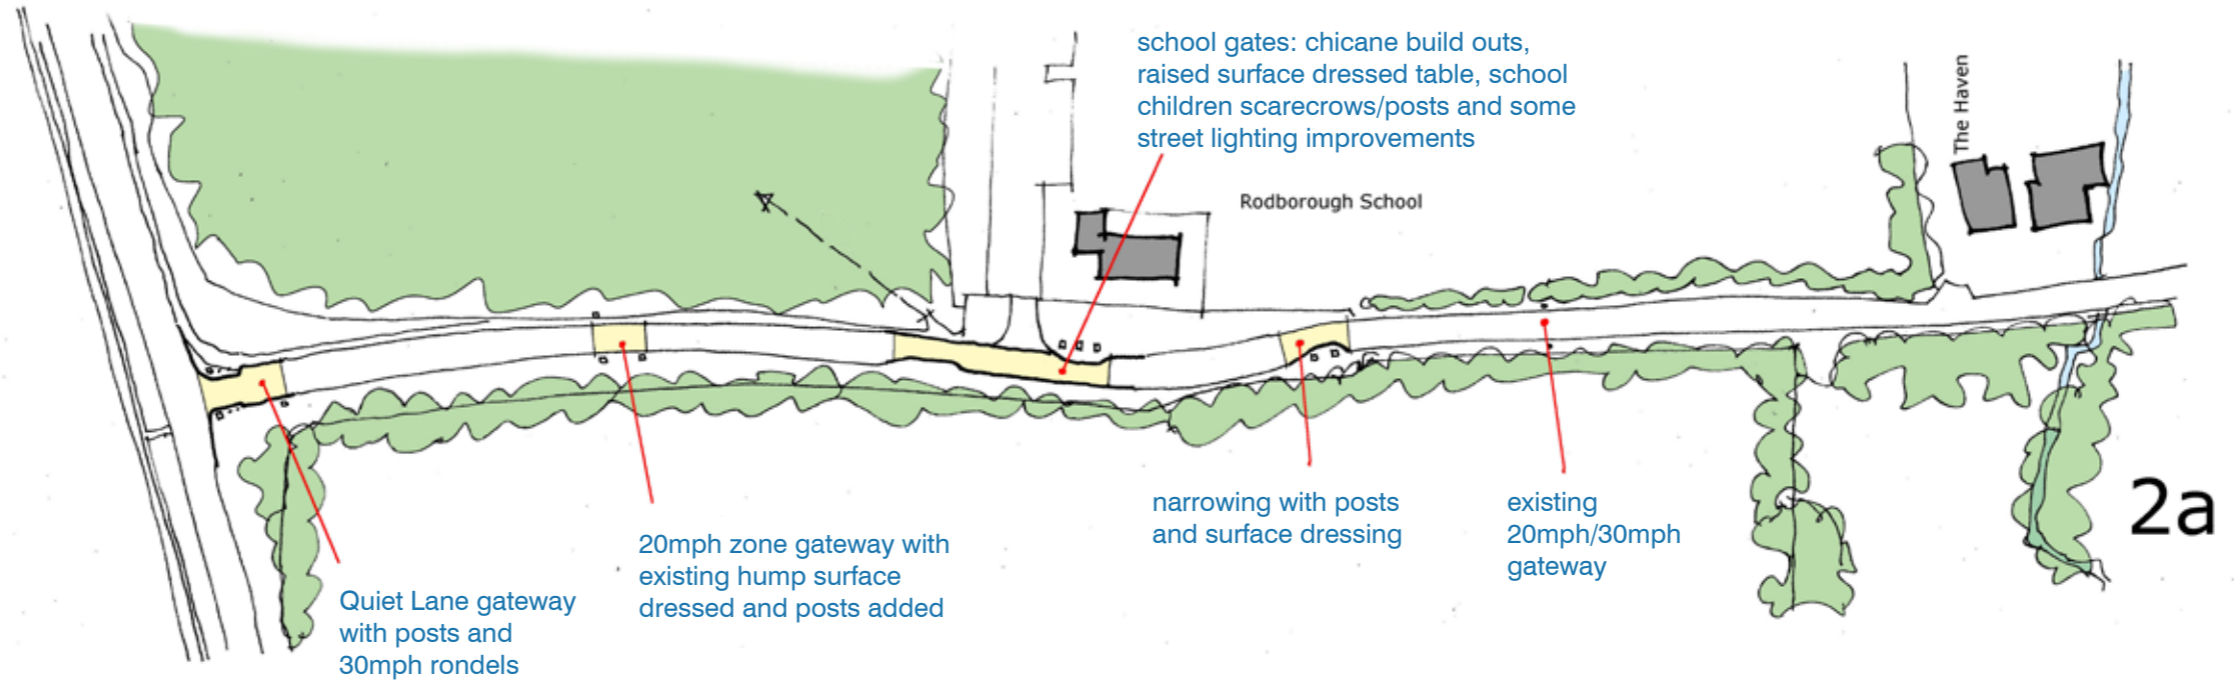 school gates: chicane build outs,
raised surface dressed table, school
children scarecrows/posts and some
street lighting improvements
The Haven
Rodborough School
2a
narrowing with posts
and surface dressing
existing
20mph/30mph
gateway
20mph zone gateway with
existing hump surface
dressed and posts added
Quiet Lane gateway
with posts and
30mph rondels